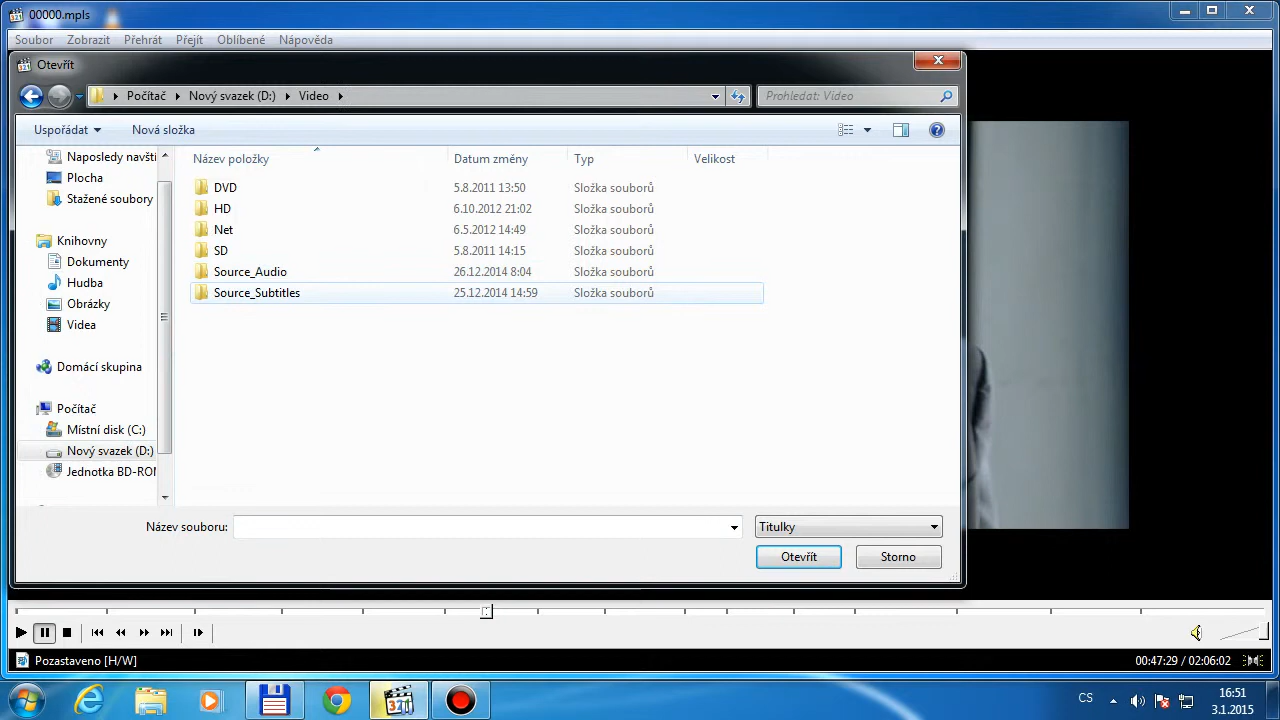 00000.mpls
Soubor Zobrazit Přehrát Přejít Oblíbené Nápověda
Otevřít
Počítač Nový svazek (D:) Video Prohledat: Video
Uspořádat Nová složka
Název položky Datum změny Typ Velikost
Naposledy navšti
Plocha
Stažené soubory
Knihovny
Dokumenty
Hudba
Obrázky
Videa
Domácí skupina
Počítač
Místní disk (C:)
Nový svazek (D:)
Jednotka BD-ROM
DVD 5.8.2011 13:50 Složka souborů
HD 6.10.2012 21:02 Složka souborů
Net 6.5.2012 14:49 Složka souborů
SD 5.8.2011 14:15 Složka souborů
Source_Audio 26.12.2014 8:04 Složka souborů
Source_Subtitles 25.12.2014 14:59 Složka souborů
Název souboru: Titulky
Otevřít Storno
Pozastaveno [H/W] 00:47:29 / 02:06:02
321
CS 16:51
3.1.2015